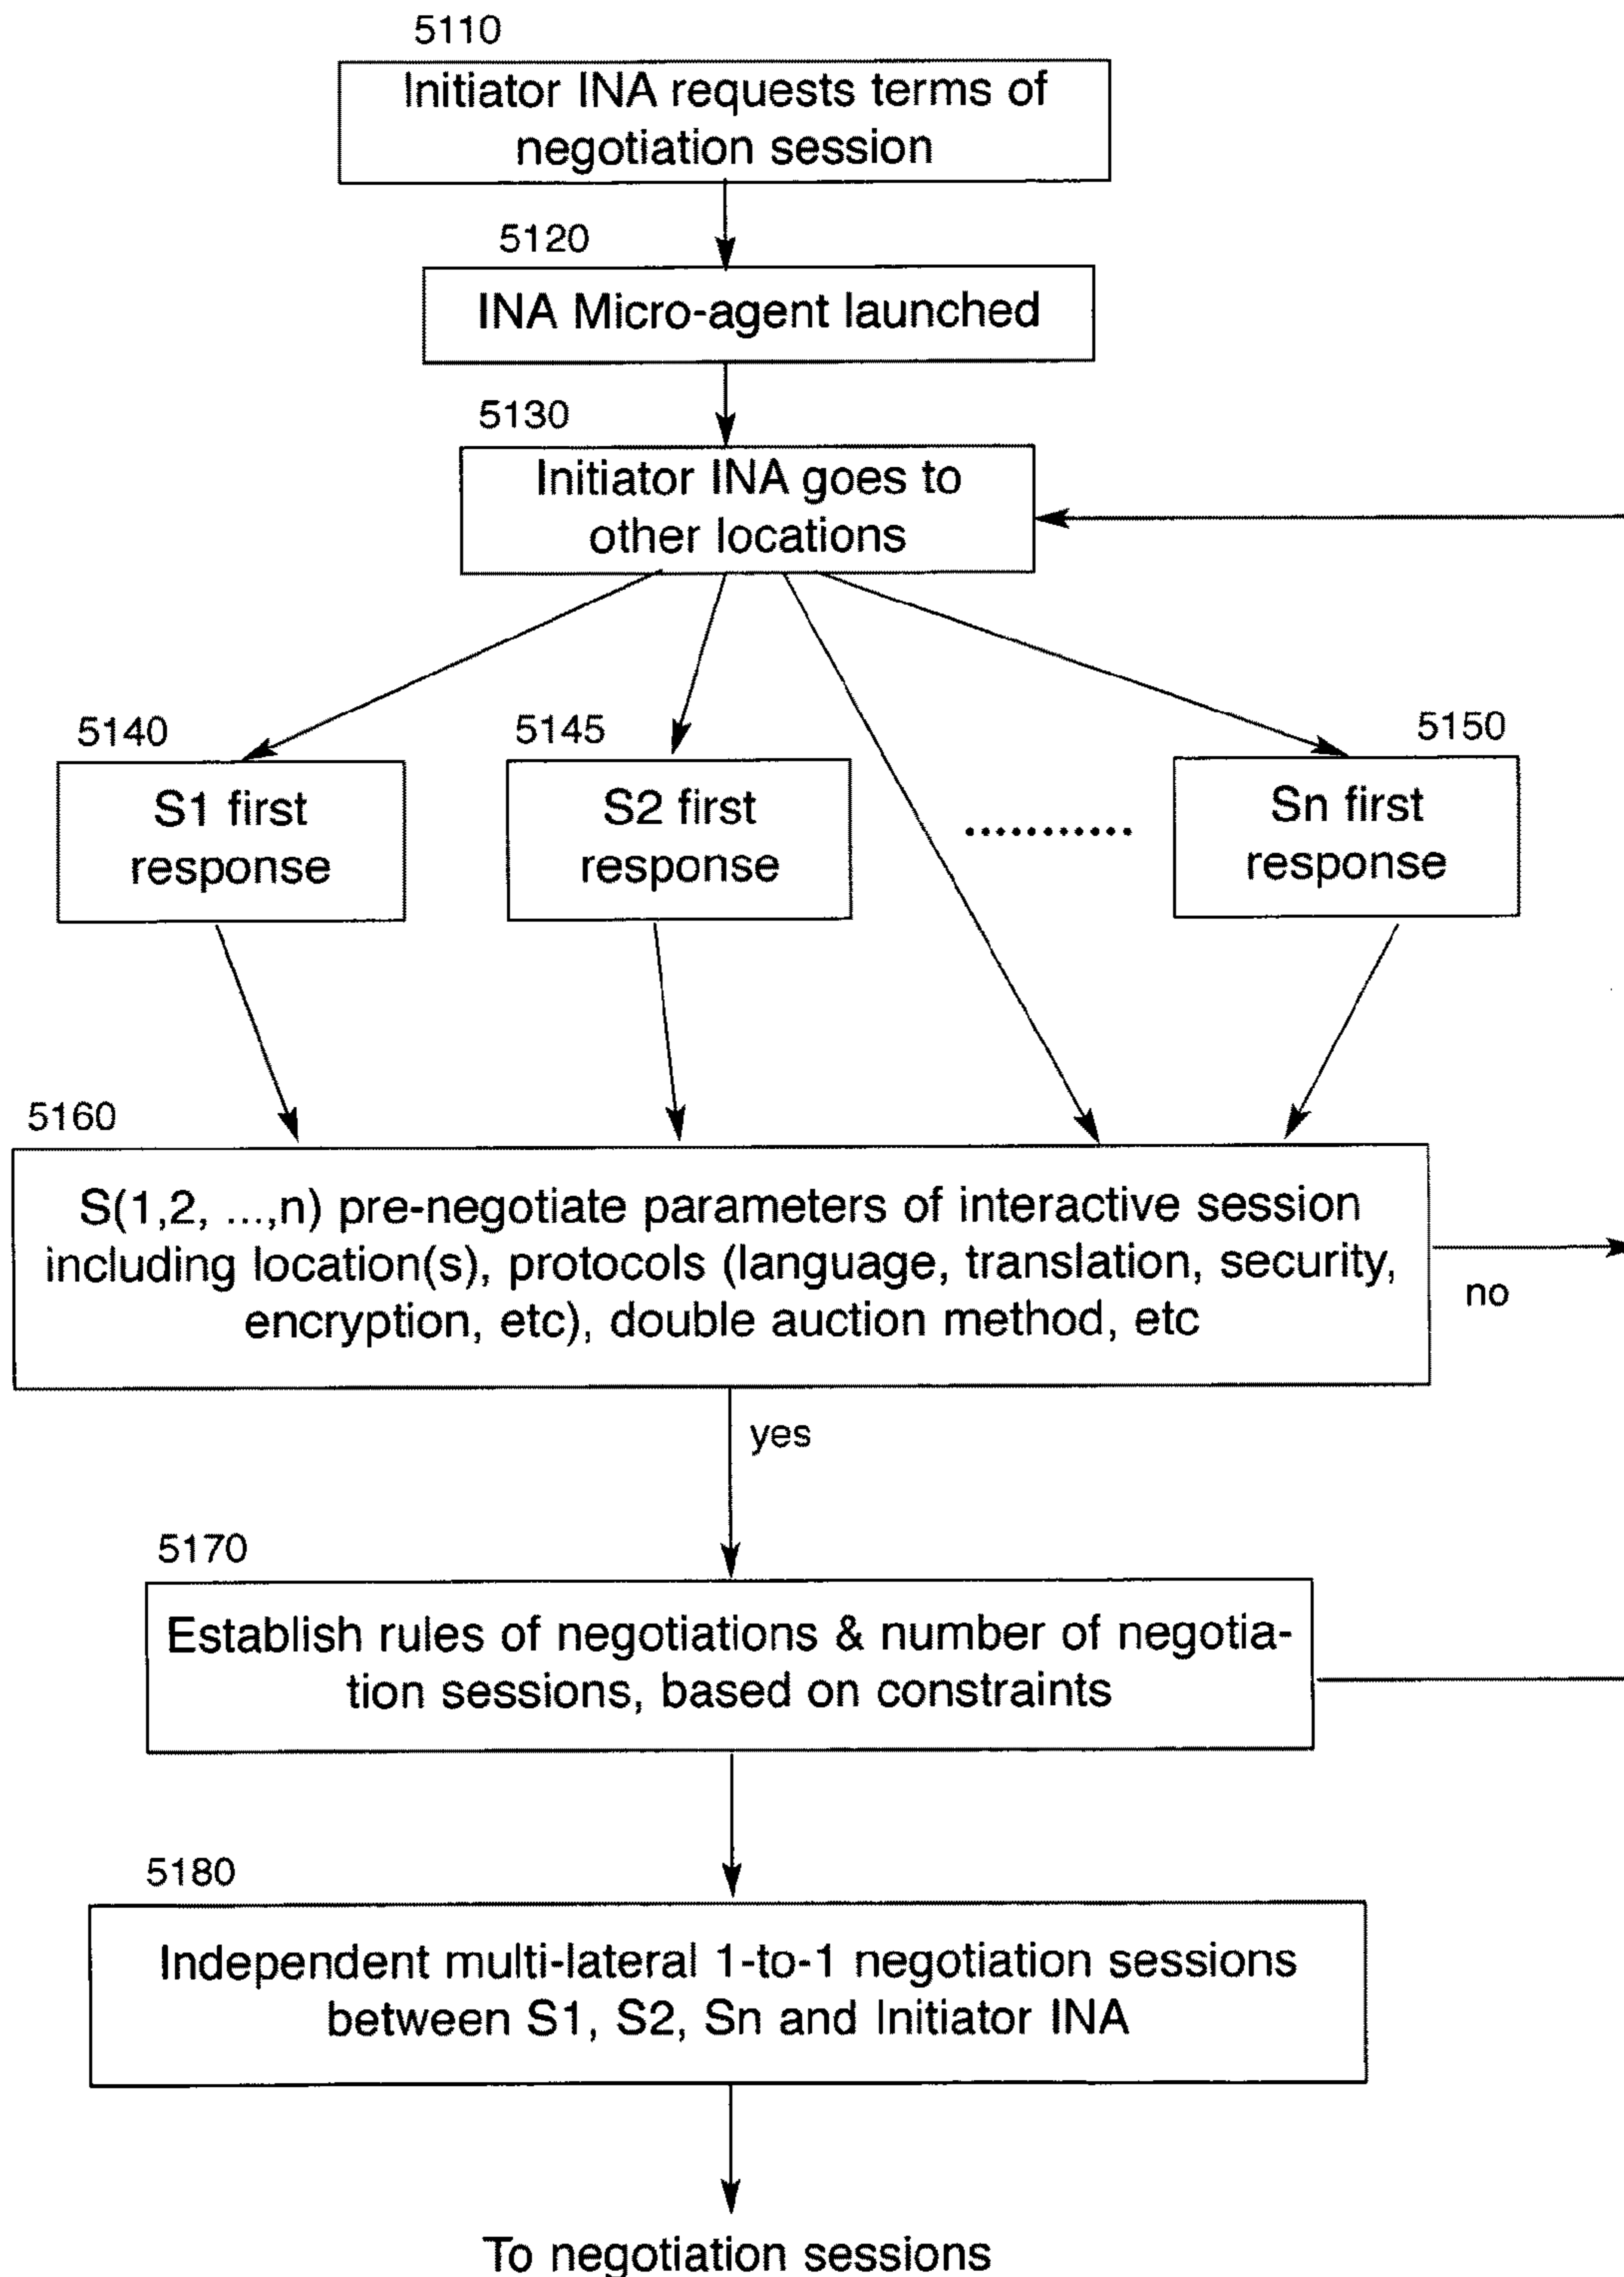 5110
Initiator INA requests terms of
negotiation session
5120
INA Micro-agent launched
5130
Initiator INA goes to
other locations
5140
5145
5150
S1 first
response
S2 first
response
...........
Sn first
response
5160
S(1,2, ...,n) pre-negotiate parameters of interactive session
including location(s), protocols (language, translation, security,
encryption, etc), double auction method, etc
no
yes
5170
Establish rules of negotiations & number of negotia-
tion sessions, based on constraints
5180
Independent multi-lateral 1-to-1 negotiation sessions
between S1, S2, Sn and Initiator INA
To negotiation sessions